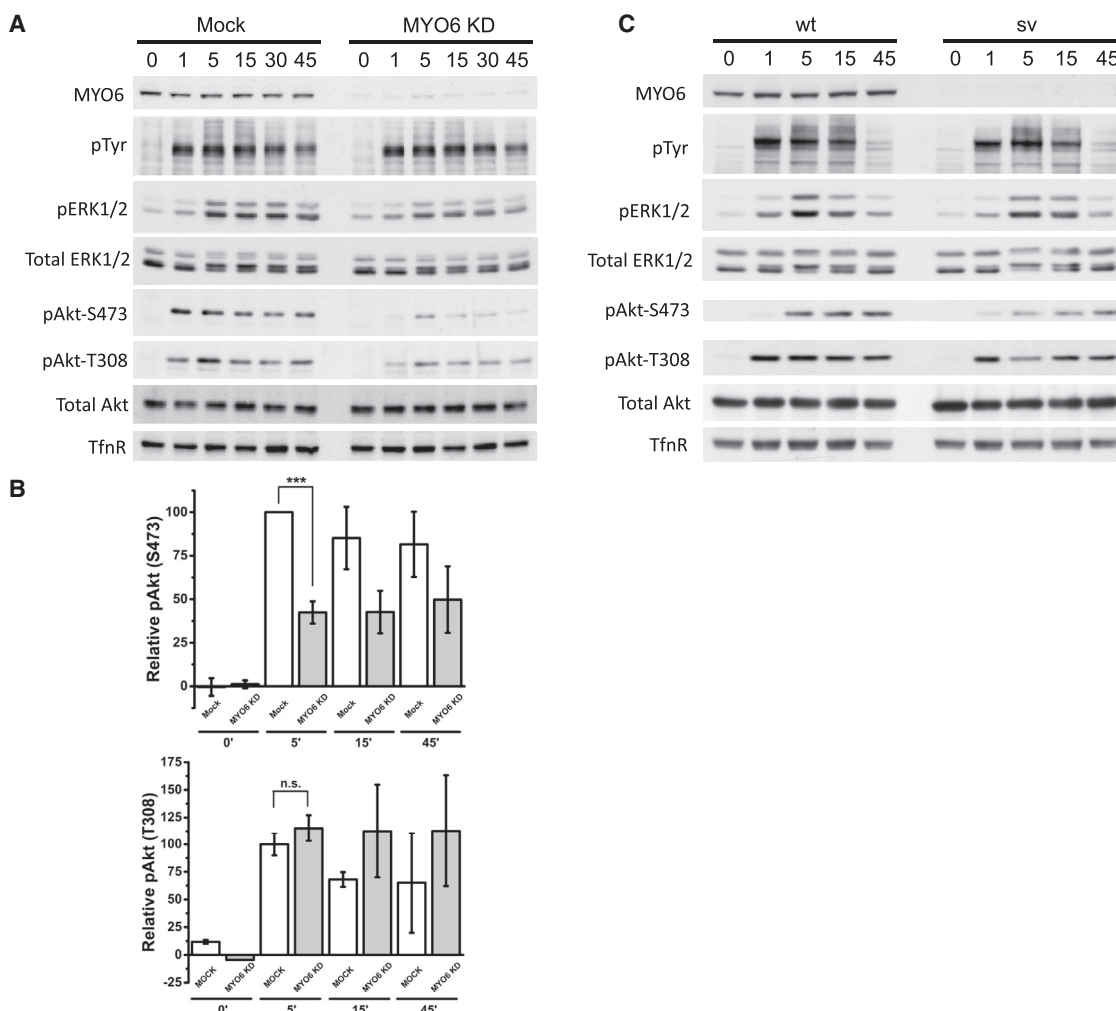 A
Mock
MYO6 KD
0 1 5 15 30 45
0 1 5 15 30 45
MYO6
pTyr
pERK1/2
Total ERK1/2
pAkt-S473
pAkt-T308
Total Akt
TfnR
C
wt
sv
0 1 5 15 45
0 1 5 15 45
MYO6
pTyr
pERK1/2
Total ERK1/2
pAkt-S473
pAkt-T308
Total Akt
TfnR
B
Relative pAkt (S473)
100
75
50
25
0
***
Mock
MYO6 KD
Mock
MYO6 KD
Mock
MYO6 KD
Mock
MYO6 KD
0'
5'
15'
45'
Relative pAkt (T308)
175
150
125
100
75
50
25
0
-25
n.s.
MOCK
MYO6 KD
MOCK
MYO6 KD
MOCK
MYO6 KD
MOCK
MYO6 KD
0'
5'
15'
45'